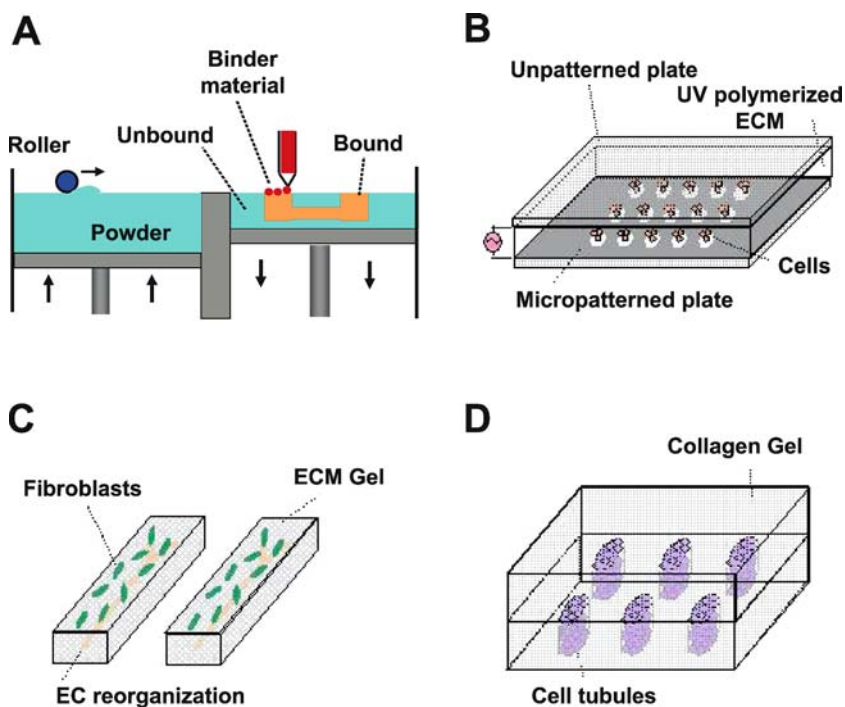 A
Binder
material
Unbound
Bound
Roller
Powder
B
Unpatterned plate
UV polymerized
ECM
Cells
Micropatterned plate
C
Fibroblasts
ECM Gel
EC reorganization
D
Collagen Gel
Cell tubules